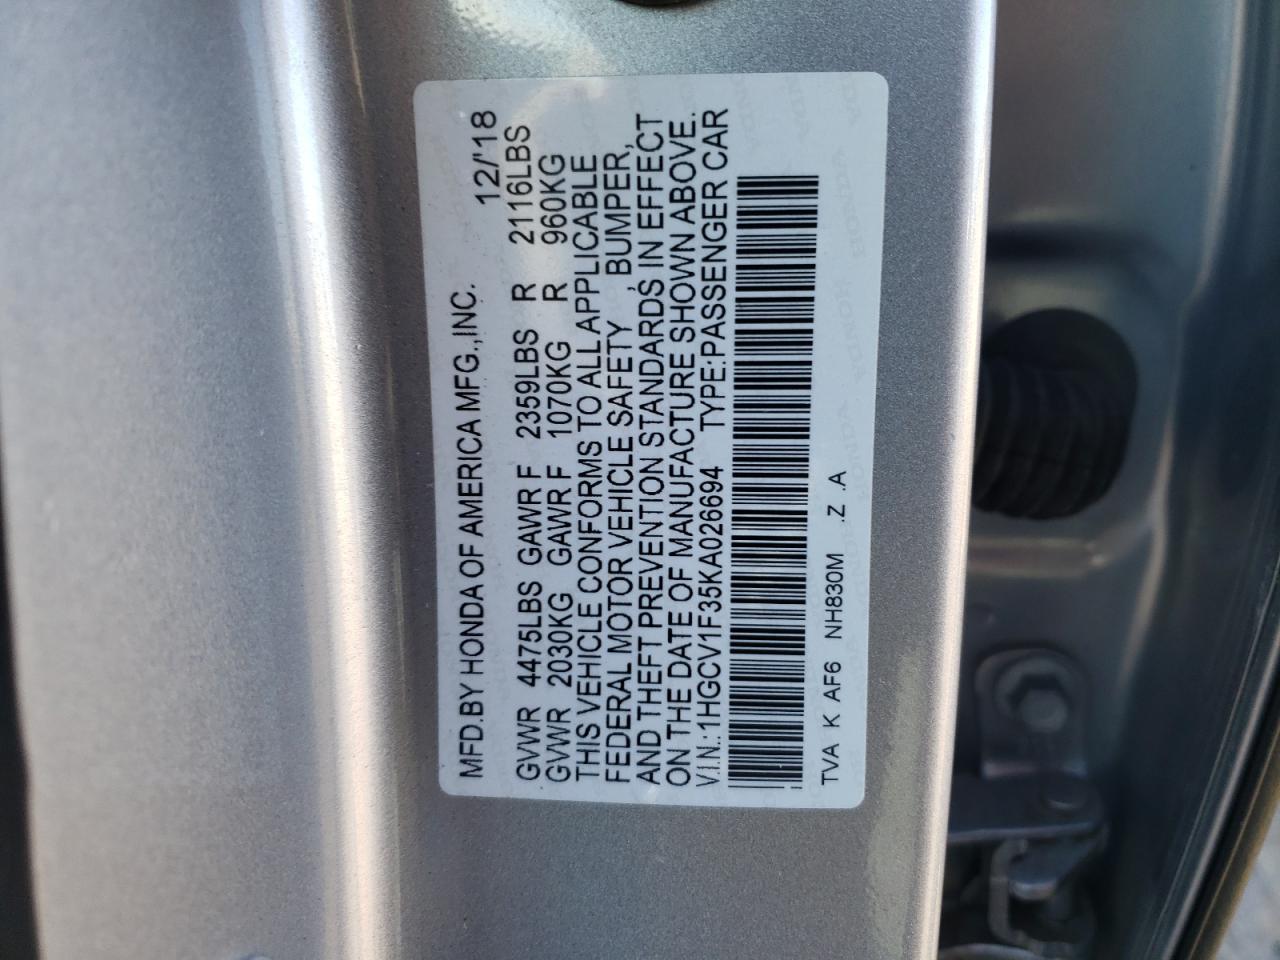 MFD.BY HONDA OF AMERICA MFG.,INC. 12/'18
GVWR 4475LBS GAWR F 2359LBS R 2116LBS
GVWR 2030KG GAWR F 1070KG R 960KG
THIS VEHICLE CONFORMS TO ALL APPLICABLE
FEDERAL MOTOR VEHICLE SAFETY , BUMPER,
AND THEFT PREVENTION STANDARDS IN EFFECT
ON THE DATE OF MANUFACTURE SHOWN ABOVE.
V.I.N.:1HGCV1F35KA026694 TYPE:PASSENGER CAR
TVA K AF6 NH830M .Z .A